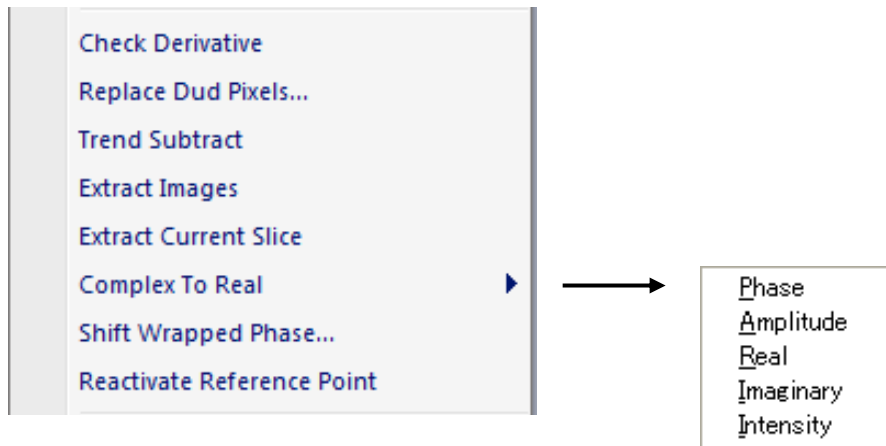 Check Derivative
Replace Dud Pixels...
Trend Subtract
Extract Images
Extract Current Slice
Complex To Real
Shift Wrapped Phase...
Reactivate Reference Point
Phase
Amplitude
Real
Imaginary
Intensity